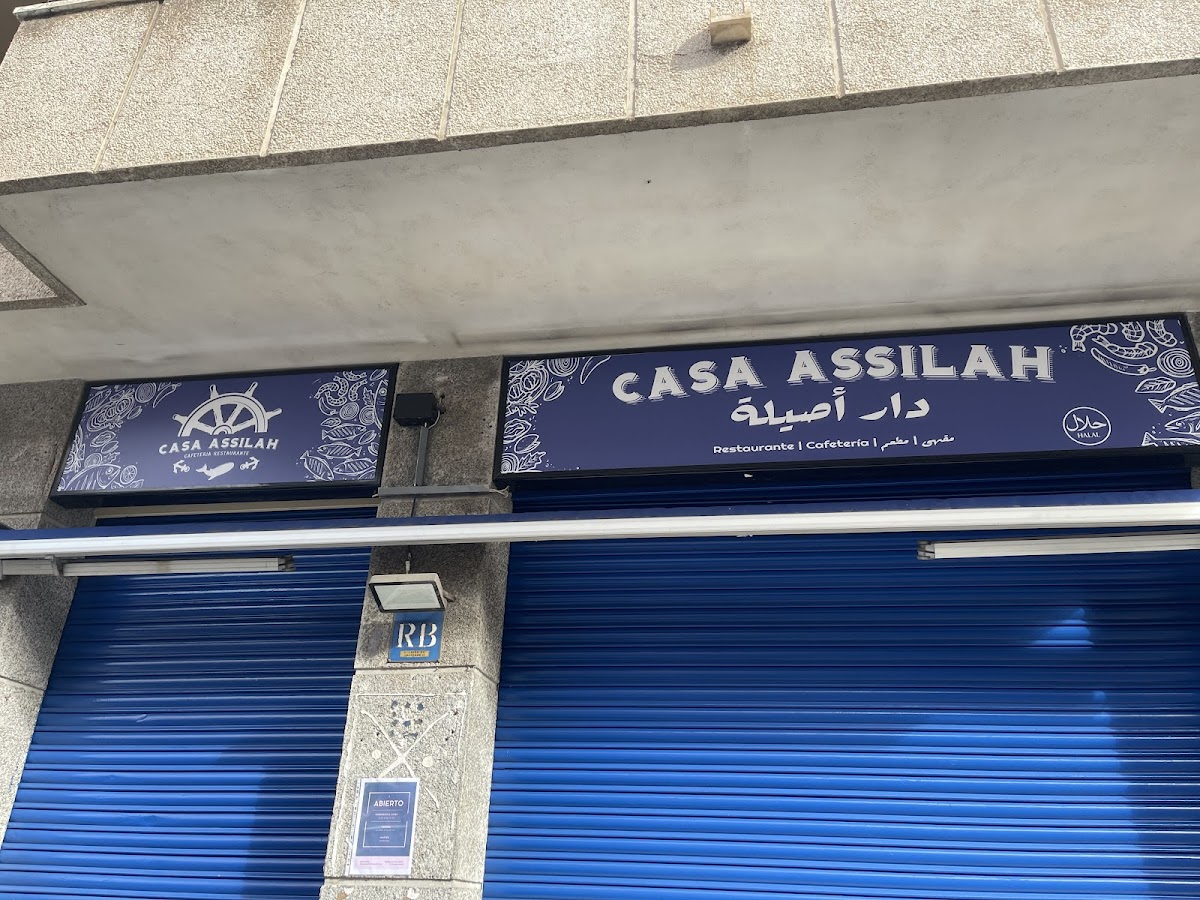 CASA ASSILAH
CAFETERIA RESTAURANTE
CASA ASSILAH
دار أصيلة
Restaurante | Cafetería | مطعم | مقهى
حلال
HALAL
RB
ABIERTO